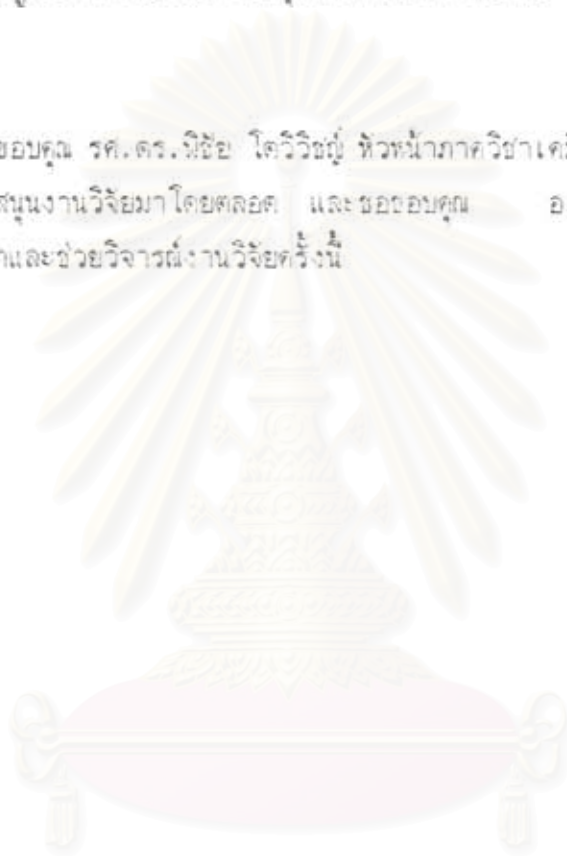 ขอบคุณ รศ.ดร.พิชัย โตวิวิชญ์ หัวหน้าภาควิชาเคมี
สนุนงานวิจัยมาโดยตลอด และขอขอบคุณ อ
และช่วยวิจารณ์งานวิจัยครั้งนี้